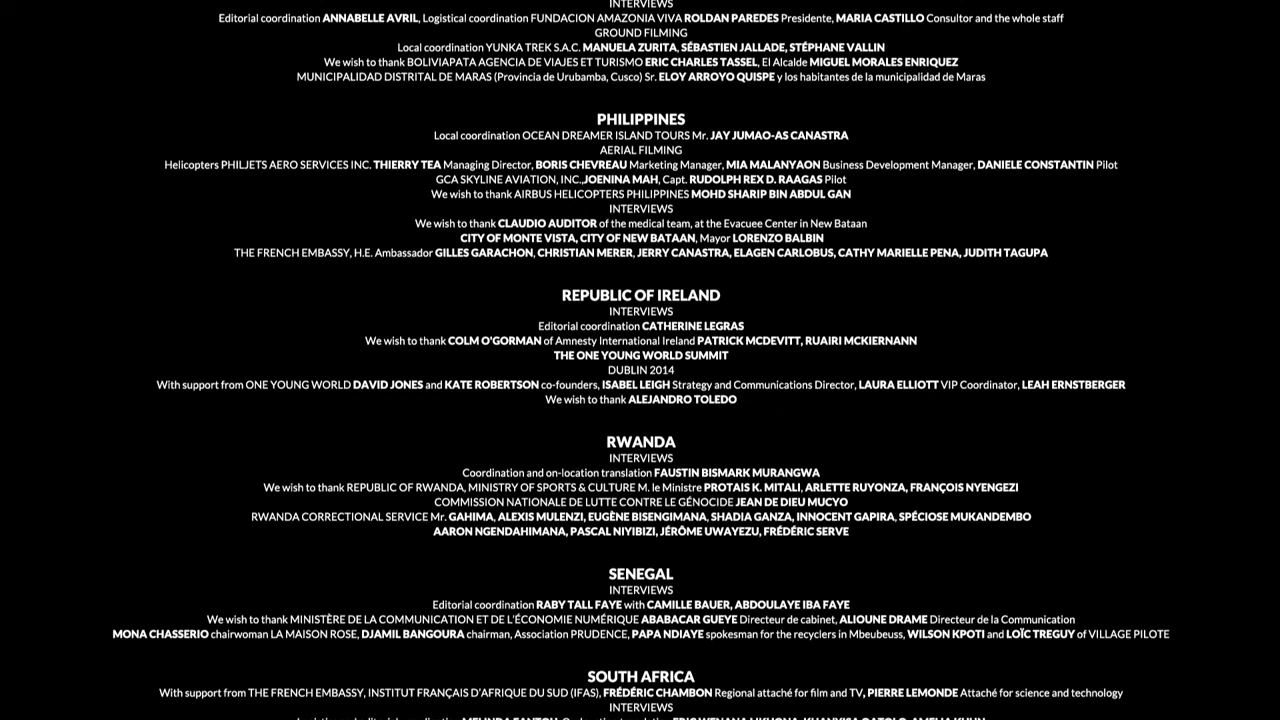 INTERVIEWS
Editorial coordination ANNABELLE AVRIL, Logistical coordination FUNDACION AMAZONIA VIVA ROLDAN PAREDES Presidente, MARIA CASTILLO Consultor and the whole staff
GROUND FILMING
Local coordination YUNKA TREK S.A.C. MANUELA ZURITA, SÉBASTIEN JALLADE, STÉPHANE VALLIN
We wish to thank BOLIVIAPATA AGENCIA DE VIAJES ET TURISMO ERIC CHARLES TASSEL, El Alcalde MIGUEL MORALES ENRIQUEZ
MUNICIPALIDAD DISTRITAL DE MARAS (Provincia de Urubamba, Cusco) Sr. ELOY ARROYO QUISPE y los habitantes de la municipalidad de Maras
PHILIPPINES
Local coordination OCEAN DREAMER ISLAND TOURS Mr. JAY JUMAO-AS CANASTRA
AERIAL FILMING
Helicopters PHILJETS AERO SERVICES INC. THIERRY TEA Managing Director, BORIS CHEVREAU Marketing Manager, MIA MALANYAON Business Development Manager, DANIELE CONSTANTIN Pilot
GCA SKYLINE AVIATION, INC.,JOENINA MAH, Capt. RUDOLPH REX D. RAAGAS Pilot
We wish to thank AIRBUS HELICOPTERS PHILIPPINES MOHD SHARIP BIN ABDUL GAN
INTERVIEWS
We wish to thank CLAUDIO AUDITOR of the medical team, at the Evacuee Center in New Bataan
CITY OF MONTE VISTA, CITY OF NEW BATAAN, Mayor LORENZO BALBIN
THE FRENCH EMBASSY, H.E. Ambassador GILLES GARACHON, CHRISTIAN MERER, JERRY CANASTRA, ELAGEN CARLOBUS, CATHY MARIELLE PENA, JUDITH TAGUPA
REPUBLIC OF IRELAND
INTERVIEWS
Editorial coordination CATHERINE LEGRAS
We wish to thank COLM O'GORMAN of Amnesty International Ireland PATRICK MCDEVITT, RUAIRI MCKIERNANN
THE ONE YOUNG WORLD SUMMIT
DUBLIN 2014
With support from ONE YOUNG WORLD DAVID JONES and KATE ROBERTSON co-founders, ISABEL LEIGH Strategy and Communications Director, LAURA ELLIOTT VIP Coordinator, LEAH ERNSTBERGER
We wish to thank ALEJANDRO TOLEDO
RWANDA
INTERVIEWS
Coordination and on-location translation FAUSTIN BISMARK MURANGWA
We wish to thank REPUBLIC OF RWANDA, MINISTRY OF SPORTS & CULTURE M. le Ministre PROTAIS K. MITALI, ARLETTE RUYONZA, FRANÇOIS NYENGEZI
COMMISSION NATIONALE DE LUTTE CONTRE LE GÉNOCIDE JEAN DE DIEU MUCYO
RWANDA CORRECTIONAL SERVICE Mr. GAHIMA, ALEXIS MULENZI, EUGÈNE BISENGIMANA, SHADIA GANZA, INNOCENT GAPIRA, SPÉCIOSE MUKANDEMBO
AARON NGENDAHIMANA, PASCAL NIYIBIZI, JÉRÔME UWAYEZU, FRÉDÉRIC SERVE
SENEGAL
INTERVIEWS
Editorial coordination RABY TALL FAYE with CAMILLE BAUER, ABDOULAYE IBA FAYE
We wish to thank MINISTÈRE DE LA COMMUNICATION ET DE L'ÉCONOMIE NUMÉRIQUE ABABACAR GUEYE Directeur de cabinet, ALIOUNE DRAME Directeur de la Communication
MONA CHASSERIO chairwoman LA MAISON ROSE, DJAMIL BANGOURA chairman, Association PRUDENCE, PAPA NDIAYE spokesman for the recyclers in Mbeubeuss, WILSON KPOTI and LOÏC TREGUY of VILLAGE PILOTE
SOUTH AFRICA
With support from THE FRENCH EMBASSY, INSTITUT FRANÇAIS D'AFRIQUE DU SUD (IFAS), FRÉDÉRIC CHAMBON Regional attaché for film and TV, PIERRE LEMONDE Attaché for science and technology
INTERVIEWS